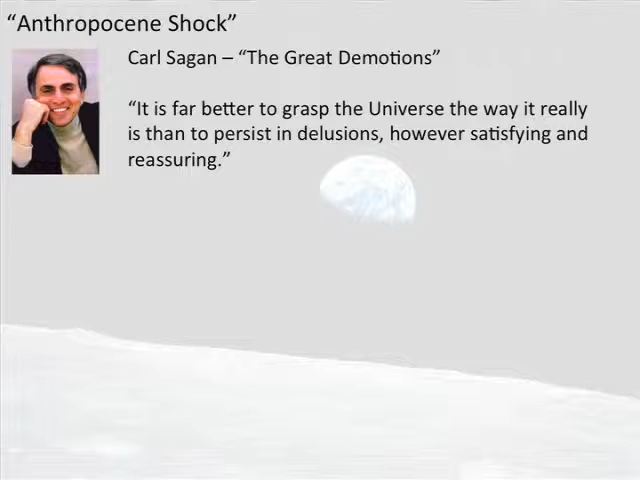 “Anthropocene Shock”
Carl Sagan – “The Great Demotions”
“It is far better to grasp the Universe the way it really
is than to persist in delusions, however satisfying and
reassuring.”